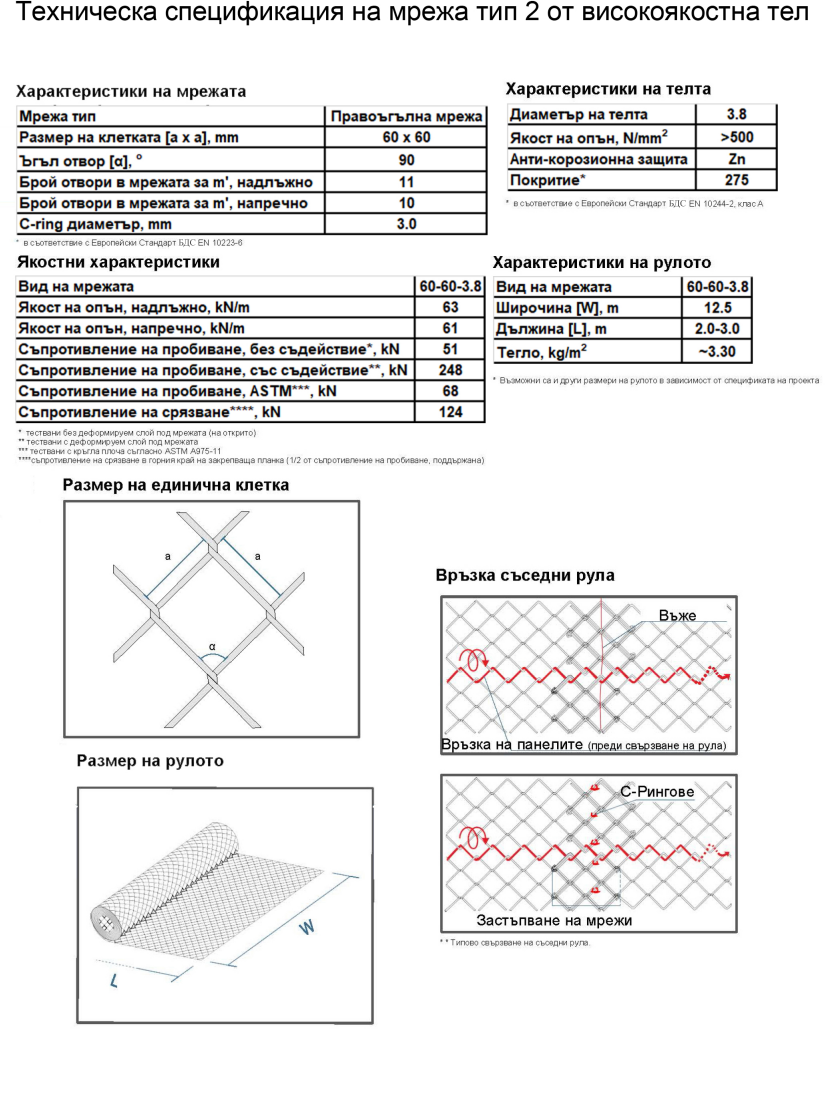 Техническа спецификация на мрежа тип 2 от високоякостна тел
Характеристики на мрежата
Мрежа тип Правоъгълна мрежа
Размер на клетката [a x a], mm 60 x 60
Ъгъл отвор [α], ° 90
Брой отвори в мрежата за m', надлъжно 11
Брой отвори в мрежата за m', напречно 10
C-ring диаметър, mm 3.0
* в съответствие с Европейски Стандарт БДС EN 10223-6
Характеристики на телта
Диаметър на телта 3.8
Якост на опън, N/mm² >500
Анти-корозионна защита Zn
Покритие* 275
* в съответствие с Европейски Стандарт БДС EN 10244-2, клас А
Якостни характеристики
Вид на мрежата 60-60-3.8
Якост на опън, надлъжно, kN/m 63
Якост на опън, напречно, kN/m 61
Съпротивление на пробиване, без съдействие*, kN 51
Съпротивление на пробиване, със съдействие**, kN 248
Съпротивление на пробиване, ASTM***, kN 68
Съпротивление на срязване****, kN 124
* тествани без деформируем слой под мрежата (на открито)
** тествани с деформируем слой под мрежата
*** тествани с кръгла плоча съгласно ASTM A975-11
****съпротивление на срязване в горния край на закрепваща планка (1/2 от съпротивление на пробиване, поддържана)
Характеристики на рулото
Вид на мрежата 60-60-3.8
Широчина [W], m 12.5
Дължина [L], m 2.0-3.0
Тегло, kg/m² ~3.30
* Възможни са и други размери на рулото в зависимост от спецификата на проекта
Размер на единична клетка
a a
α
Размер на рулото
W
L
Връзка съседни рула
Въже
Връзка на панелите (преди свързване на рула)
С-Рингове
Застъпване на мрежи
* * Типово свързване на съседни рула.